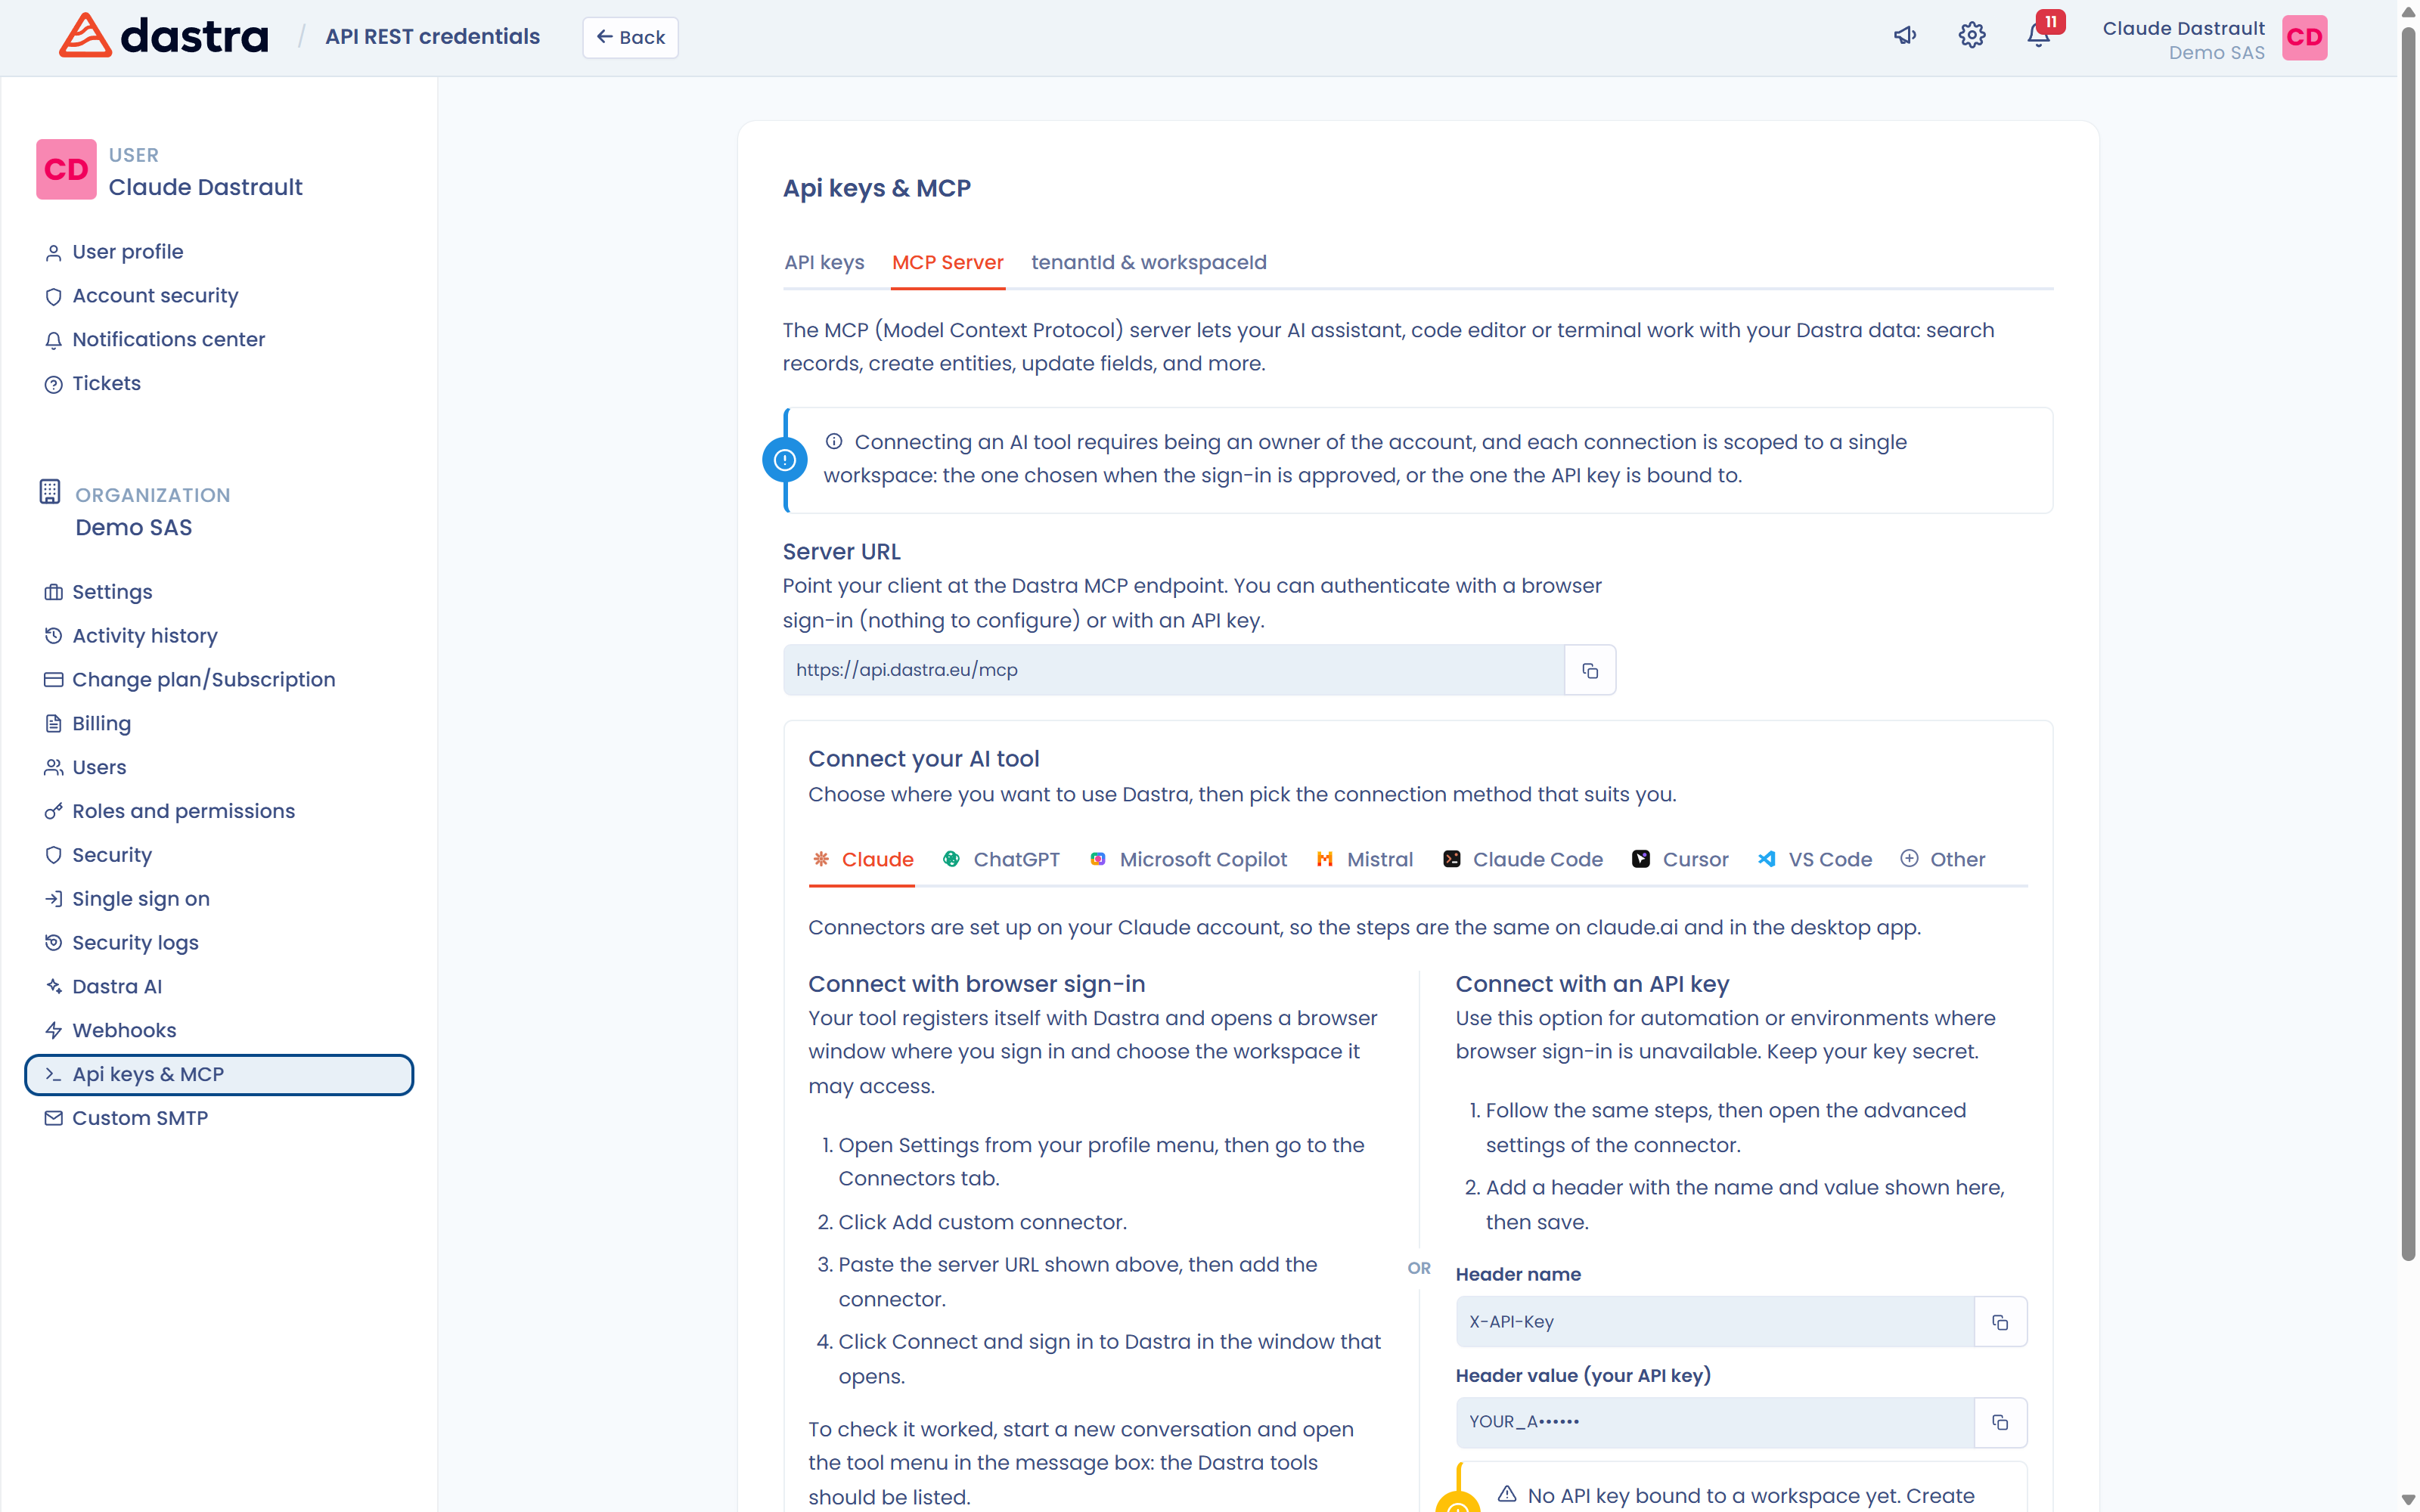 dastra
/
API REST credentials
Back
11
Claude Dastrault
Demo SAS
CD
CD
USER
Claude Dastrault
User profile
Account security
Notifications center
Tickets
ORGANIZATION
Demo SAS
Settings
Activity history
Change plan/Subscription
Billing
Users
Roles and permissions
Security
Single sign on
Security logs
Dastra AI
Webhooks
Api keys & MCP
Custom SMTP
Api keys & MCP
API keys
MCP Server
tenantId & workspaceId
The MCP (Model Context Protocol) server lets your AI assistant, code editor or terminal work with your Dastra data: search
records, create entities, update fields, and more.
Connecting an AI tool requires being an owner of the account, and each connection is scoped to a single
workspace: the one chosen when the sign-in is approved, or the one the API key is bound to.
Server URL
Point your client at the Dastra MCP endpoint. You can authenticate with a browser
sign-in (nothing to configure) or with an API key.
https://api.dastra.eu/mcp
Connect your AI tool
Choose where you want to use Dastra, then pick the connection method that suits you.
Claude
ChatGPT
Microsoft Copilot
Mistral
Claude Code
Cursor
VS Code
Other
Connectors are set up on your Claude account, so the steps are the same on claude.ai and in the desktop app.
Connect with browser sign-in
Your tool registers itself with Dastra and opens a browser
window where you sign in and choose the workspace it
may access.
1. Open Settings from your profile menu, then go to the
Connectors tab.
2. Click Add custom connector.
3. Paste the server URL shown above, then add the
connector.
4. Click Connect and sign in to Dastra in the window that
opens.
To check it worked, start a new conversation and open
the tool menu in the message box: the Dastra tools
should be listed.
OR
Connect with an API key
Use this option for automation or environments where
browser sign-in is unavailable. Keep your key secret.
1. Follow the same steps, then open the advanced
settings of the connector.
2. Add a header with the name and value shown here,
then save.
Header name
X-API-Key
Header value (your API key)
YOUR_A••••••
No API key bound to a workspace yet. Create